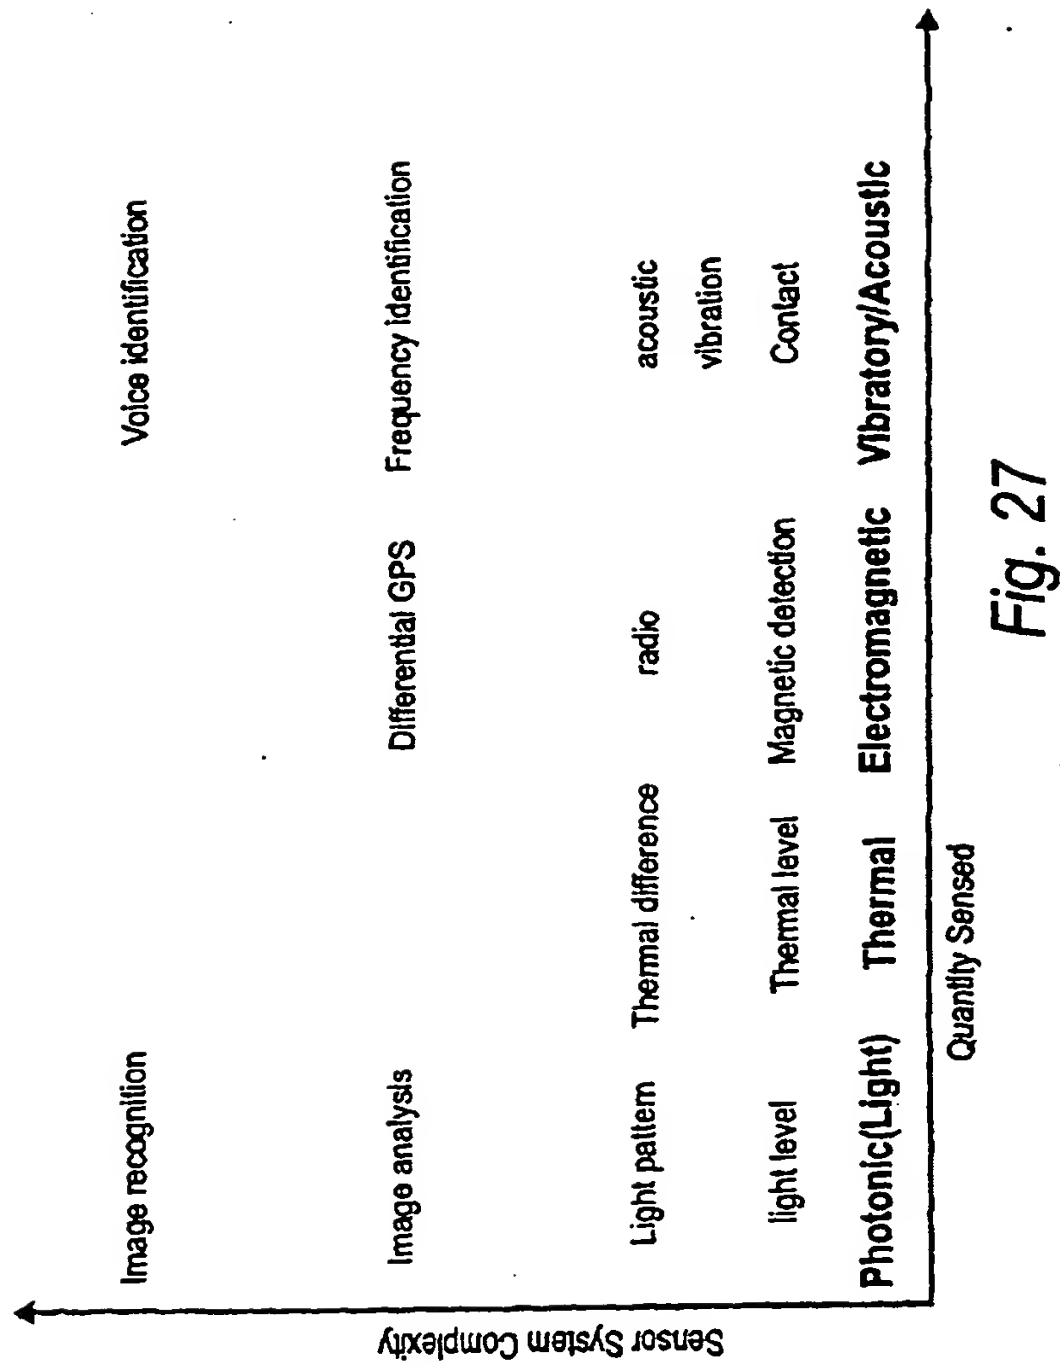 Image recognition
Voice identification
Image analysis
Differential GPS
Frequency identification
Light pattern
Thermal difference
radio
acoustic
vibration
light level
Thermal level
Magnetic detection
Contact
Photonic(Light)
Thermal
Electromagnetic
Vibratory/Acoustic
Quantity Sensed
Sensor System Complexity
Fig. 27